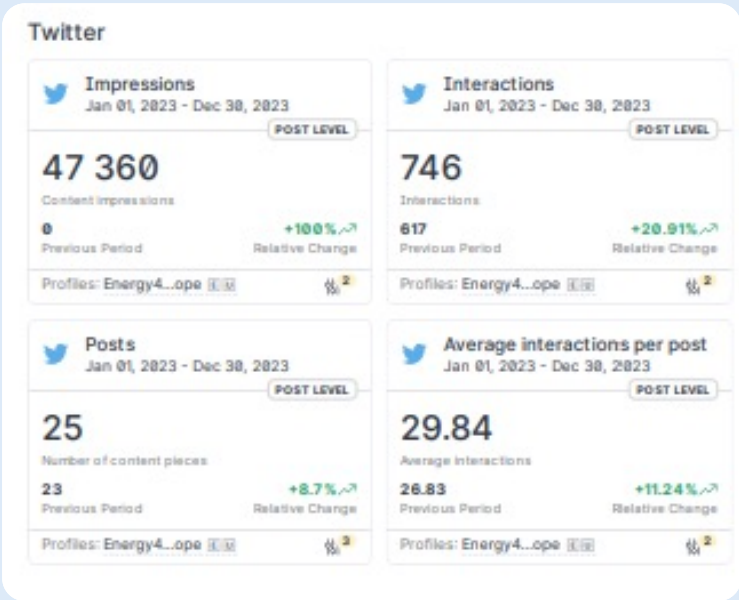 Twitter
Impressions
Jan 01, 2023 - Dec 30, 2023
POST LEVEL
47 360
Content impressions
0 +100%
Previous Period Relative Change
Profiles: Energy4...ope 2
Interactions
Jan 01, 2023 - Dec 30, 2023
POST LEVEL
746
Interactions
617 +20.91%
Previous Period Relative Change
Profiles: Energy4...ope 2
Posts
Jan 01, 2023 - Dec 30, 2023
POST LEVEL
25
Number of content pieces
23 +8.7%
Previous Period Relative Change
Profiles: Energy4...ope 3
Average interactions per post
Jan 01, 2023 - Dec 30, 2023
POST LEVEL
29.84
Average interactions
26.83 +11.24%
Previous Period Relative Change
Profiles: Energy4...ope 2